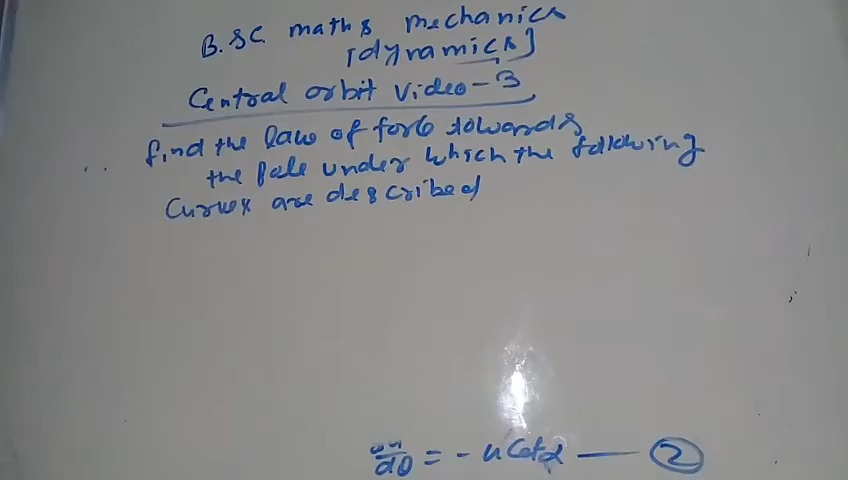 B.SC. maths mechanics
[dynamics]
Central orbit video-3
find the law of force towards
the pole under which the following
Curves are described
du/dθ = - u Cot α — ②